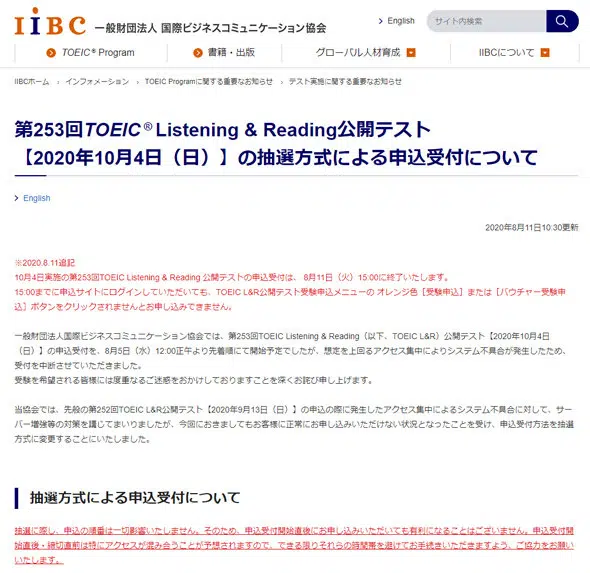 IiBC 一般財団法人 国際ビジネスコミュニケーション協会
English
サイト内検索
TOEIC® Program
書籍・出版
グローバル人材育成
IIBCについて
IIBCホーム › インフォメーション › TOEIC Programに関する重要なお知らせ › テスト実施に関する重要なお知らせ
第253回TOEIC® Listening & Reading公開テスト
【2020年10月4日（日）】の抽選方式による申込受付について
English
2020年8月11日10:30更新
※2020.8.11追記
10月4日実施の第253回TOEIC Listening & Reading 公開テストの申込受付は、 8月11日（火）15:00に終了いたします。
15:00までに申込サイトにログインしていただいても、TOEIC L&R公開テスト受験申込メニューの オレンジ色［受験申込］または［バウチャー受験申
込］ボタンをクリックされませんとお申し込みできません。
一般財団法人国際ビジネスコミュニケーション協会では、第253回TOEIC Listening & Reading（以下、TOEIC L&R）公開テスト【2020年10月4日
（日）】の申込受付を、8月5日（水）12:00正午より先着順にて開始予定でしたが、想定を上回るアクセス集中によりシステム不具合が発生したため、
受付を中断させていただきました。
受験を希望される皆様には度重なるご迷惑をおかけしておりますことを深くお詫び申し上げます。
当協会では、先般の第252回TOEIC L&R公開テスト【2020年9月13日（日）】の申込の際に発生したアクセス集中によるシステム不具合に対して、サー
バー増強等の対策を講じてまいりましたが、今回におきましてもお客様に正常にお申し込みいただけない状況となったことを受け、申込受付方法を抽選
方式に変更することにいたしました。
抽選方式による申込受付について
抽選に際し、申込の順番は一切影響いたしません。そのため、申込受付開始直後にお申し込みいただいても有利になることはございません。申込受付開
始直後・締切直前は特にアクセスが混み合うことが予想されますので、できる限りそれらの時間帯を避けてお手続きいただきますよう、ご協力をお願い
いたします。